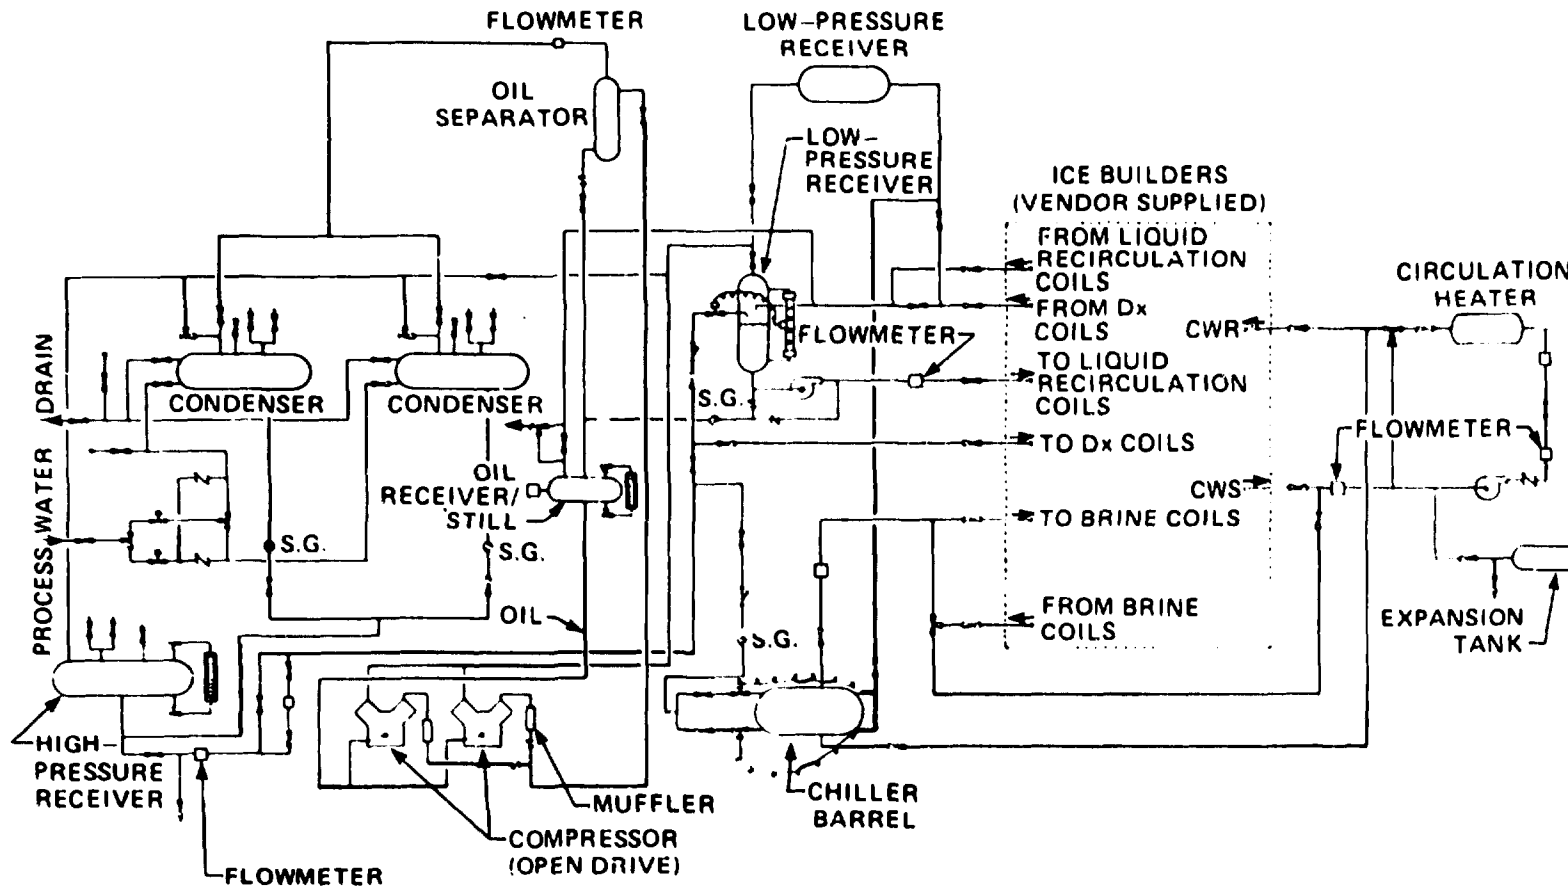 FLOWMETER
LOW-PRESSURE
RECEIVER
OIL
SEPARATOR
LOW-
PRESSURE
RECEIVER
ICE BUILDERS
(VENDOR SUPPLIED)
FROM LIQUID
RECIRCULATION
COILS
FROM Dx
COILS
CWR
TO LIQUID
RECIRCULATION
COILS
TO Dx COILS
CWS
TO BRINE COILS
FROM BRINE
COILS
CIRCULATION
HEATER
FLOWMETER
FLOWMETER
EXPANSION
TANK
DRAIN
PROCESS WATER
CONDENSER
CONDENSER
S.G.
OIL
RECEIVER/
STILL
S.G.
S.G.
OIL
S.G.
HIGH-
PRESSURE
RECEIVER
MUFFLER
COMPRESSOR
(OPEN DRIVE)
CHILLER
BARREL
FLOWMETER